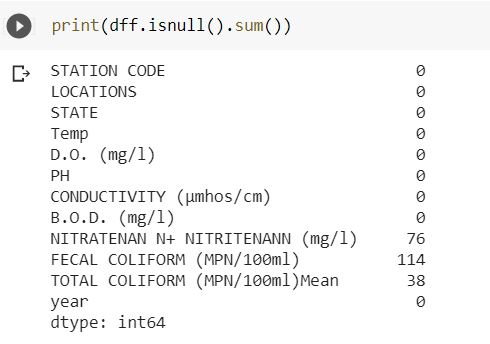 print(dff.isnull().sum())
STATION CODE 0
LOCATIONS 0
STATE 0
Temp 0
D.O. (mg/l) 0
PH 0
CONDUCTIVITY (µmhos/cm) 0
B.O.D. (mg/l) 0
NITRATENAN N+ NITRITENANN (mg/l) 76
FECAL COLIFORM (MPN/100ml) 114
TOTAL COLIFORM (MPN/100ml)Mean 38
year 0
dtype: int64